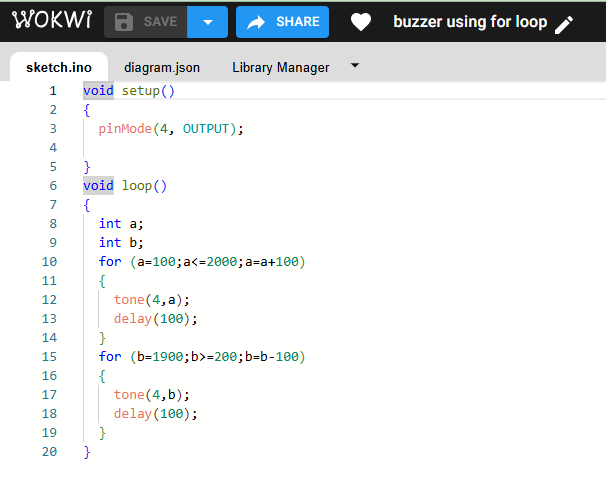 WOKWi SAVE SHARE buzzer using for loop
sketch.ino diagram.json Library Manager
1 void setup()
2 {
3 pinMode(4, OUTPUT);
4
5 }
6 void loop()
7 {
8 int a;
9 int b;
10 for (a=100;a<=2000;a=a+100)
11 {
12 tone(4,a);
13 delay(100);
14 }
15 for (b=1900;b>=200;b=b-100)
16 {
17 tone(4,b);
18 delay(100);
19 }
20 }